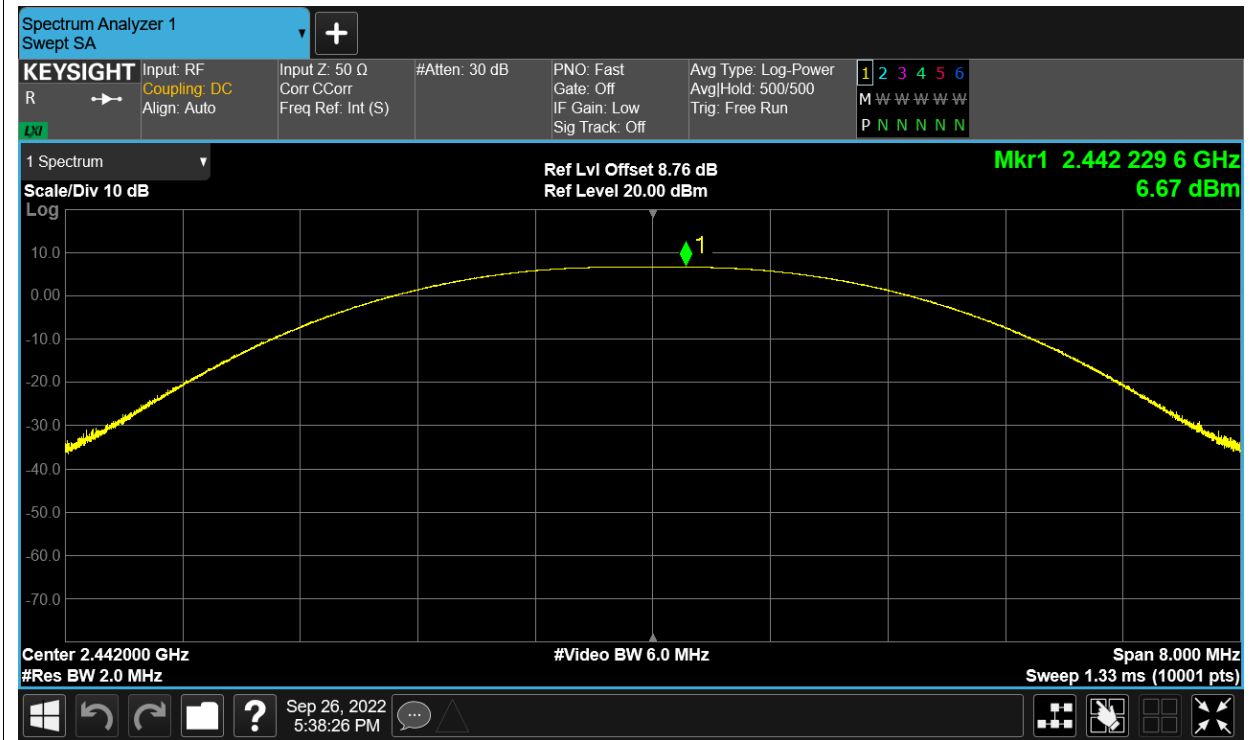 Spectrum Analyzer 1
Swept SA
KEYSIGHT
R
LXI
Input: RF
Coupling: DC
Align: Auto
Input Z: 50 Ω
Corr CCorr
Freq Ref: Int (S)
#Atten: 30 dB
PNO: Fast
Gate: Off
IF Gain: Low
Sig Track: Off
Avg Type: Log-Power
Avg|Hold: 500/500
Trig: Free Run
1 2 3 4 5 6
M W W W W W
P N N N N N
1 Spectrum
Scale/Div 10 dB
Log
Ref Lvl Offset 8.76 dB
Ref Level 20.00 dBm
Mkr1 2.442 229 6 GHz
6.67 dBm
1
10.0
0.00
-10.0
-20.0
-30.0
-40.0
-50.0
-60.0
-70.0
Center 2.442000 GHz
#Res BW 2.0 MHz
#Video BW 6.0 MHz
Span 8.000 MHz
Sweep 1.33 ms (10001 pts)
?
Sep 26, 2022
5:38:26 PM